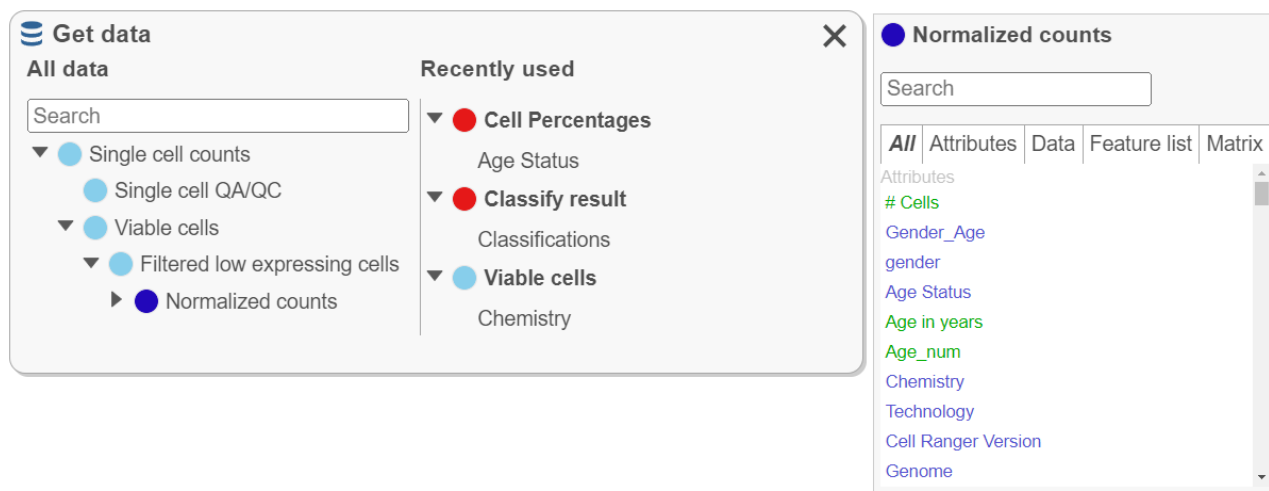 Get data
All data
Search
Single cell counts
Single cell QA/QC
Viable cells
Filtered low expressing cells
Normalized counts
Recently used
Cell Percentages
Age Status
Classify result
Classifications
Viable cells
Chemistry
Normalized counts
Search
All Attributes Data Feature list Matrix
Attributes
# Cells
Gender_Age
gender
Age Status
Age in years
Age_num
Chemistry
Technology
Cell Ranger Version
Genome